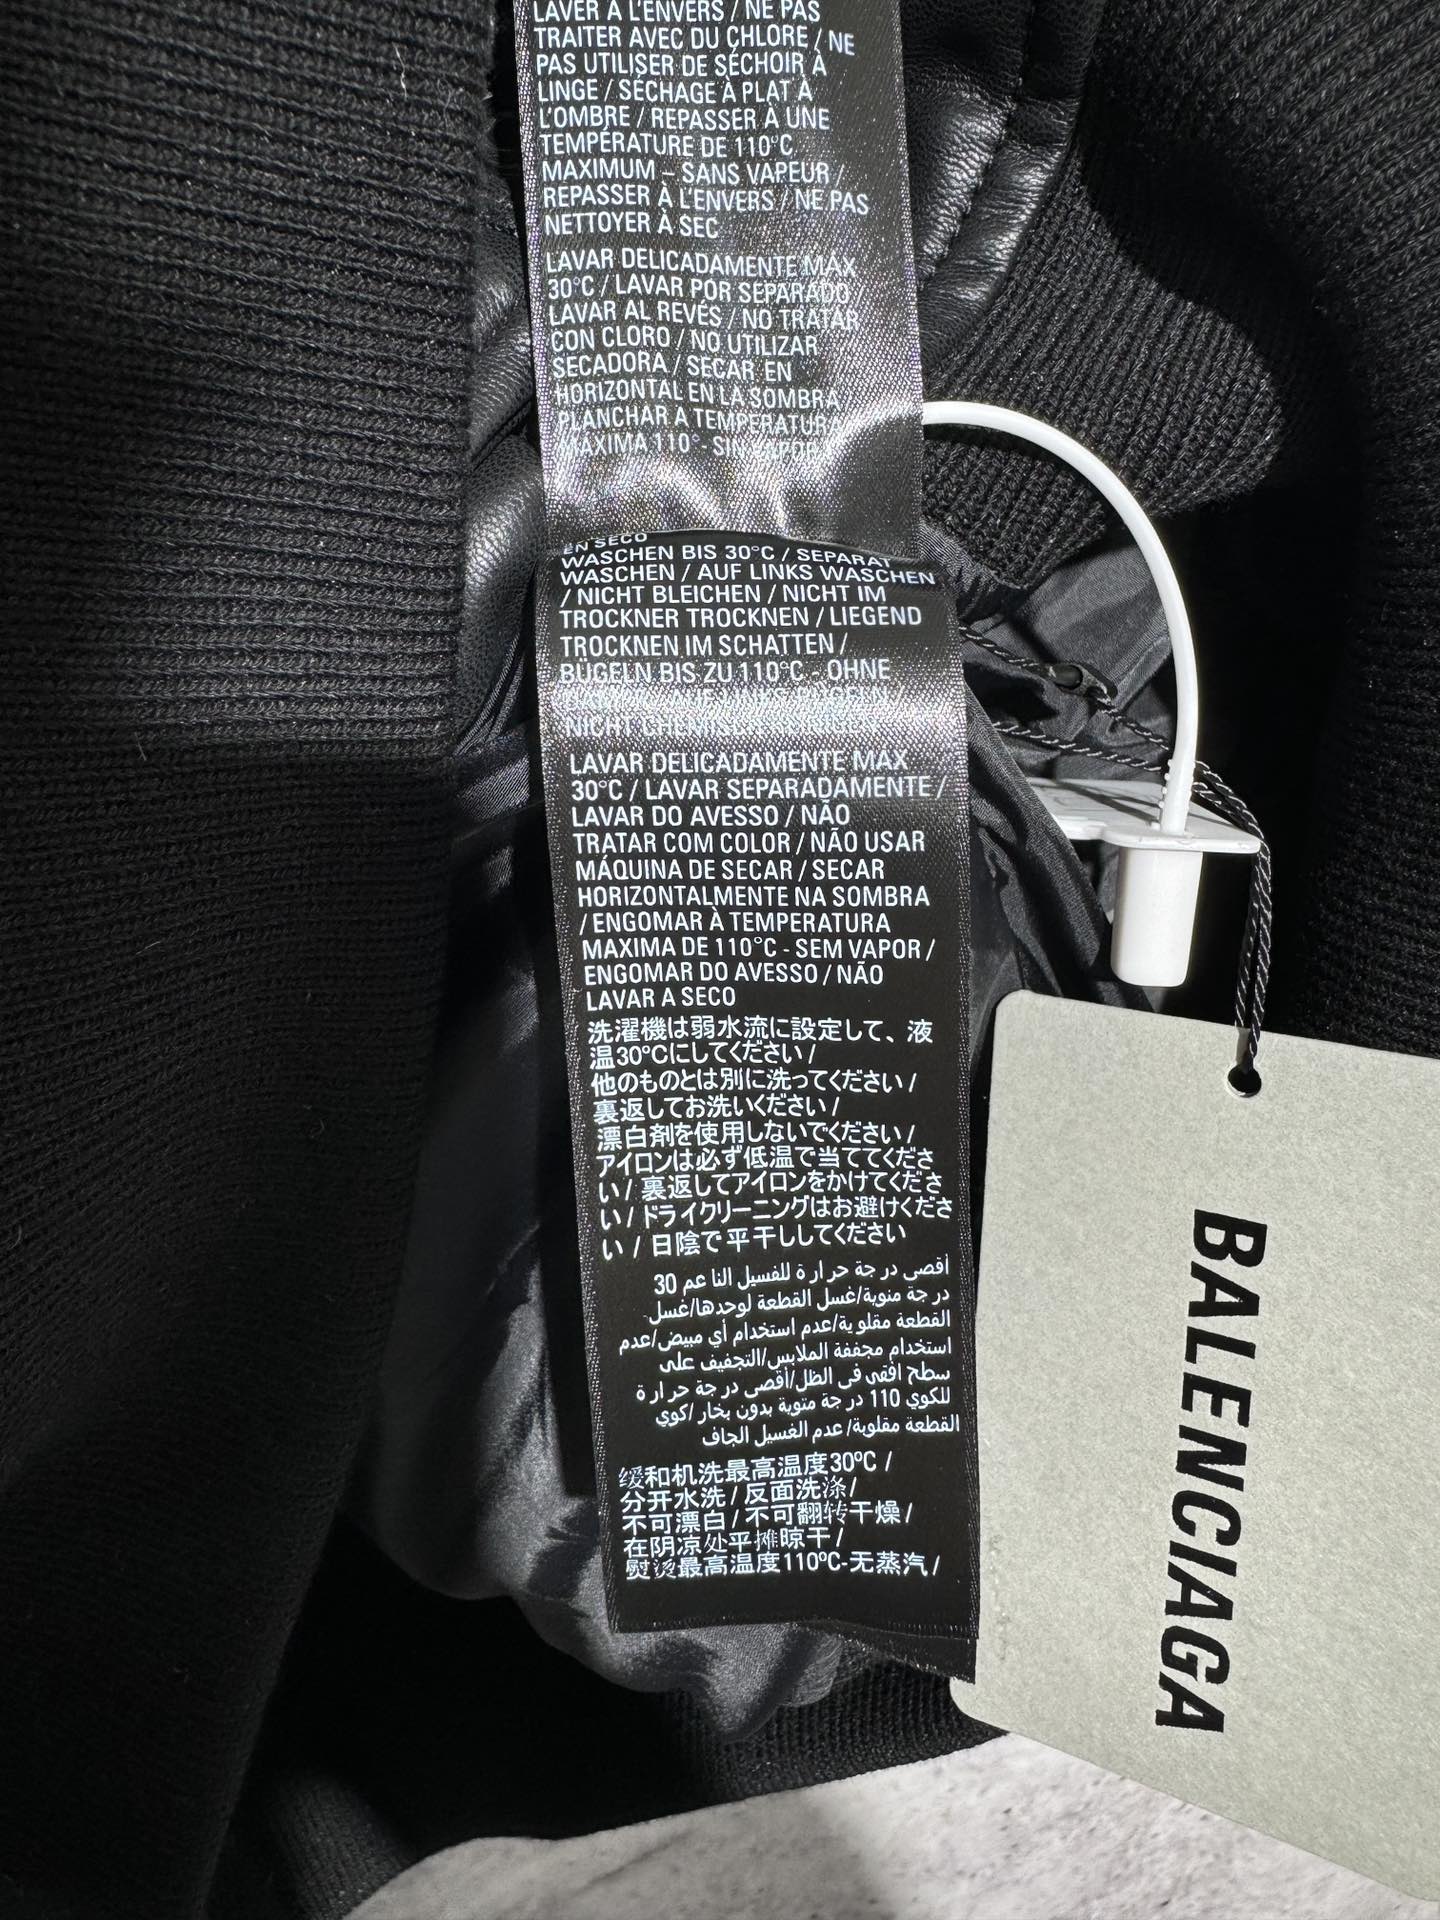 LAVER À L'ENVERS / NE PAS
TRAITER AVEC DU CHLORE / NE
PAS UTILISER DE SÉCHOIR À
LINGE / SÉCHAGE À PLAT À
L'OMBRE / REPASSER À UNE
TEMPÉRATURE DE 110°C
MAXIMUM – SANS VAPEUR /
REPASSER À L'ENVERS / NE PAS
NETTOYER À SEC
LAVAR DELICADAMENTE MAX
30°C / LAVAR POR SEPARADO /
LAVAR AL REVÉS / NO TRATAR
CON CLORO / NO UTILIZAR
SECADORA / SECAR EN
HORIZONTAL EN LA SOMBRA
PLANCHAR A TEMPERATURA
MAXIMA 110° - SIN VAPOR
EN SECO
WASCHEN BIS 30°C / SEPARAT
WASCHEN / AUF LINKS WASCHEN
/ NICHT BLEICHEN / NICHT IM
TROCKNER TROCKNEN / LIEGEND
TROCKNEN IM SCHATTEN /
BÜGELN BIS ZU 110°C - OHNE
BÜGELN /
NICHT
LAVAR DELICADAMENTE MAX
30°C / LAVAR SEPARADAMENTE /
LAVAR DO AVESSO / NÃO
TRATAR COM COLOR / NÃO USAR
MÁQUINA DE SECAR / SECAR
HORIZONTALMENTE NA SOMBRA
/ ENGOMAR À TEMPERATURA
MAXIMA DE 110°C - SEM VAPOR /
ENGOMAR DO AVESSO / NÃO
LAVAR A SECO
洗濯機は弱水流に設定して、液
温30°Cにしてください /
他のものとは別に洗ってください /
裏返してお洗いください /
漂白剤を使用しないでください /
アイロンは必ず低温で当ててくださ
い / 裏返してアイロンをかけてくださ
い / ドライクリーニングはお避けくださ
い / 日陰で平干ししてください
أقصى درجة حرارة للغسيل الناعم 30
درجة منوية/غسل القطعة لوحدها/غسل
القطعة مقلوبة/عدم استخدام أي مبيض/عدم
استخدام مجففة الملابس/التجفيف على
سطح افقى فى الظل/أقصى درجة حرارة
للكوي 110 درجة متوية بدون بخار/كوي
القطعة مقلوبة/عدم الغسيل الجاف
缓和机洗最高温度30ºC /
分开水洗 / 反面洗涤 /
不可漂白 / 不可翻转干燥 /
在阴凉处平摊晾干 /
熨烫最高温度110ºC-无蒸汽 /
BALENCIAGA